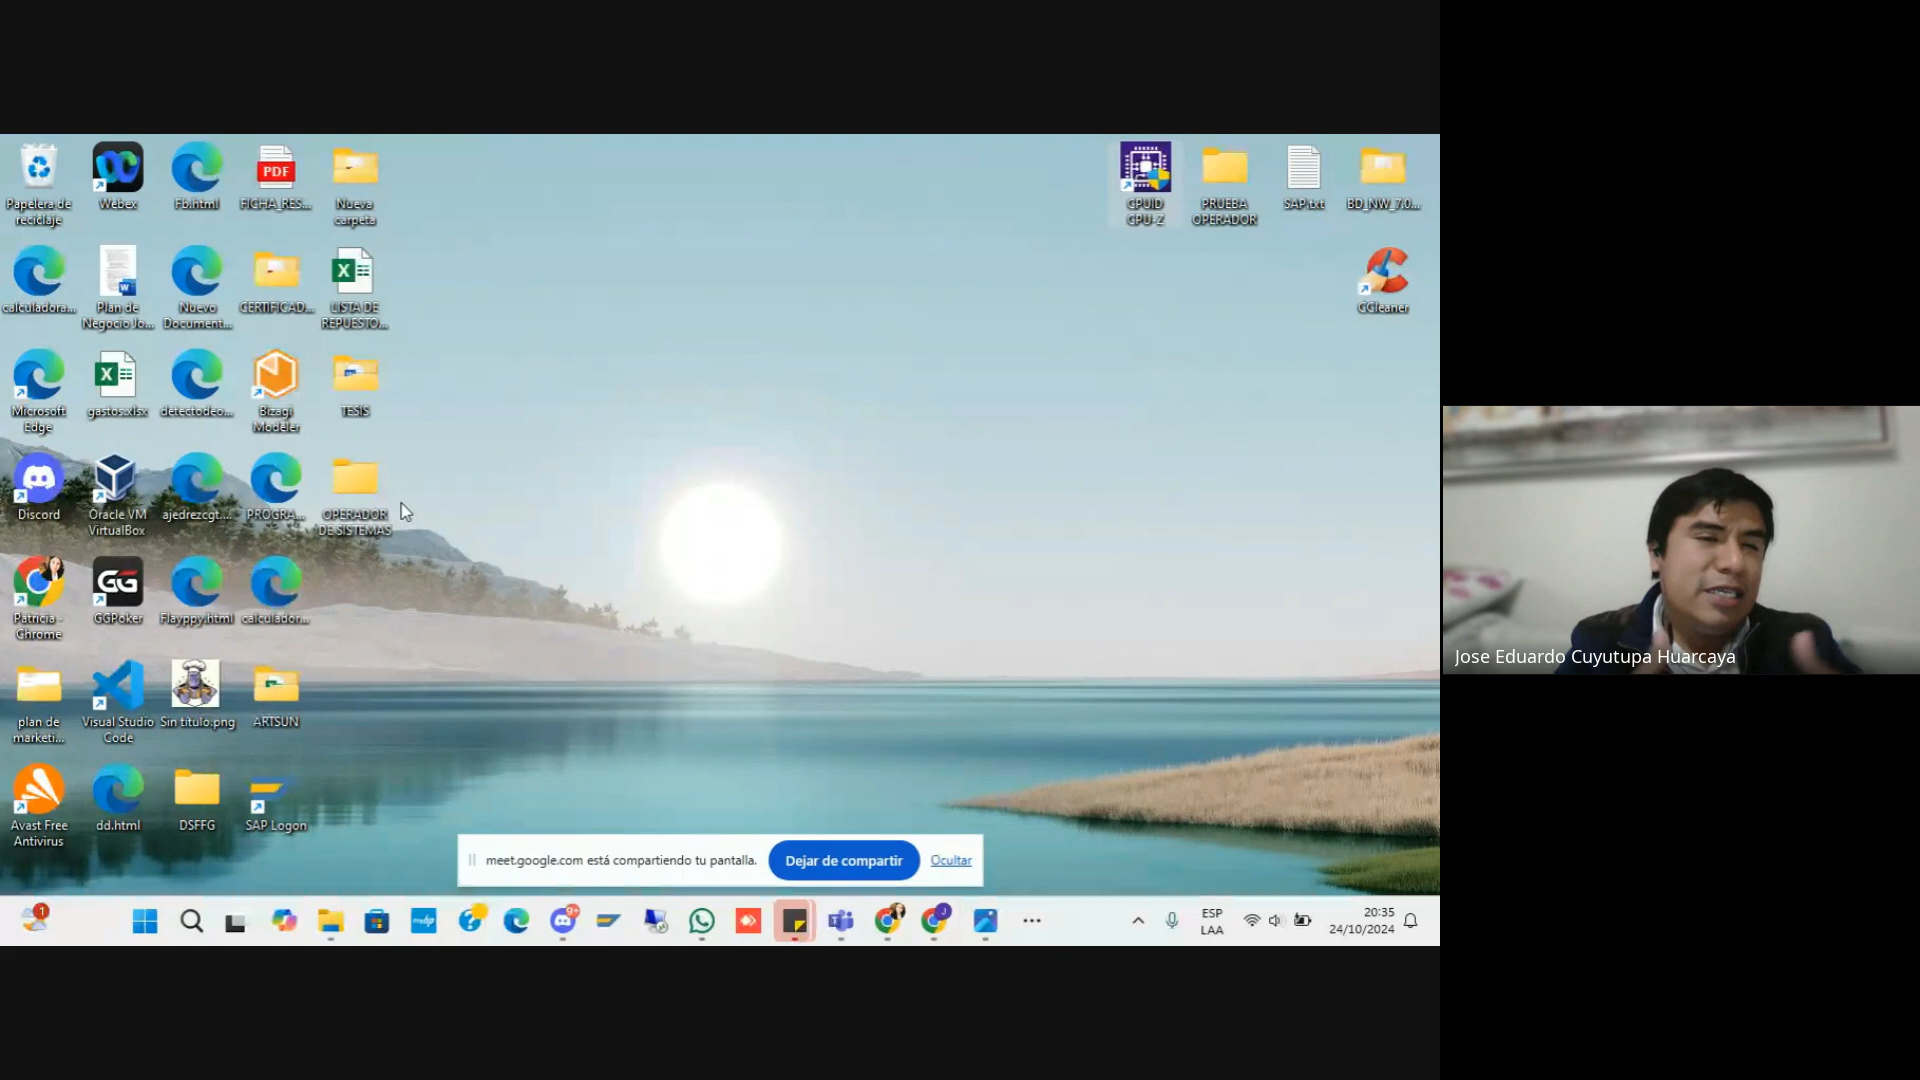 Papelera de
reciclaje
Webex
Fb.html
FICHA_RES...
Nueva
carpeta
CPUID
CPU-Z
PRUEBA
OPERADOR
SAP.txt
BD_NW_7.0...
calculadora...
Plan de
Negocio Jo...
Nuevo
Document...
CERTIFICAD...
LISTA DE
REPUESTO...
CCleaner
Microsoft
Edge
gastos.xlsx
detectodeo...
Bizagi
Modeler
TESIS
Discord
Oracle VM
VirtualBox
ajedrezcgt....
PROGRA...
OPERADOR
DE SISTEMAS
Patricia -
Chrome
GGPoker
Flayppy.html
calculador...
plan de
marketi...
Visual Studio
Code
Sin título.png
ARTSUN
Avast Free
Antivirus
dd.html
DSFFG
SAP Logon
meet.google.com está compartiendo tu pantalla.
Dejar de compartir
Ocultar
ESP
LAA
20:35
24/10/2024
Jose Eduardo Cuyutupa Huarcaya